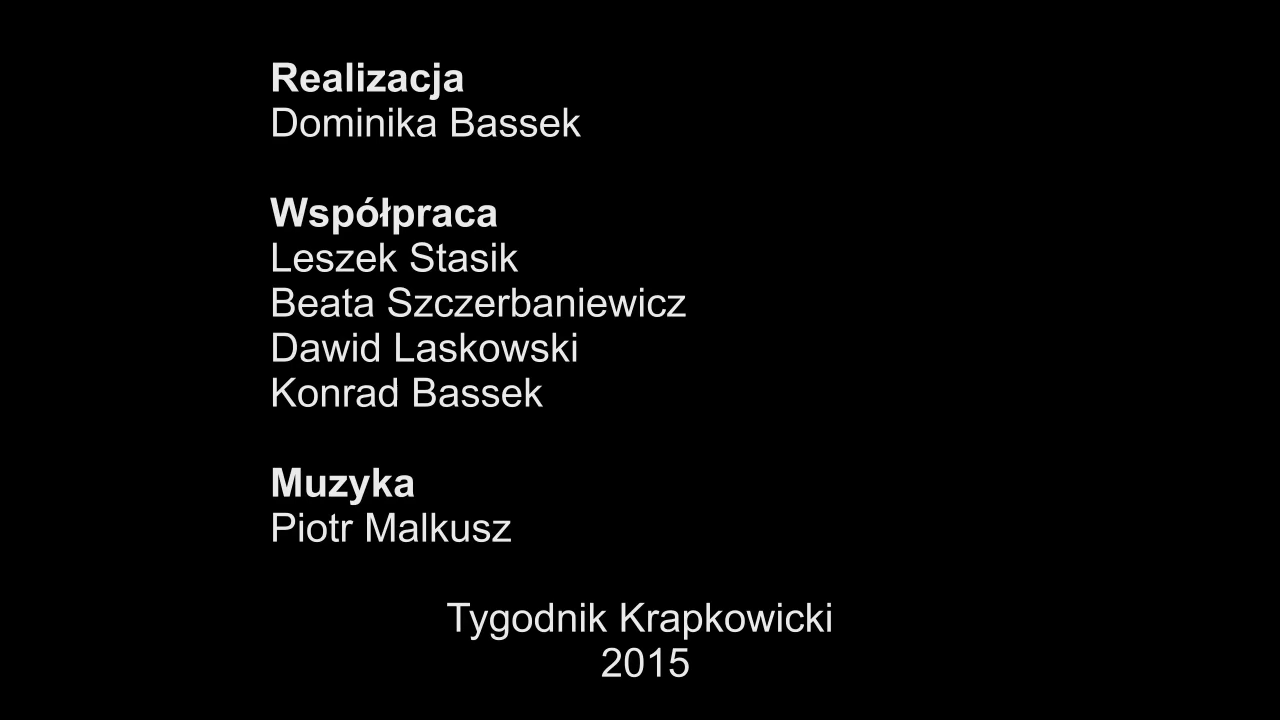 Realizacja
Dominika Bassek
Współpraca
Leszek Stasik
Beata Szczerbaniewicz
Dawid Laskowski
Konrad Bassek
Muzyka
Piotr Malkusz
Tygodnik Krapkowicki
2015